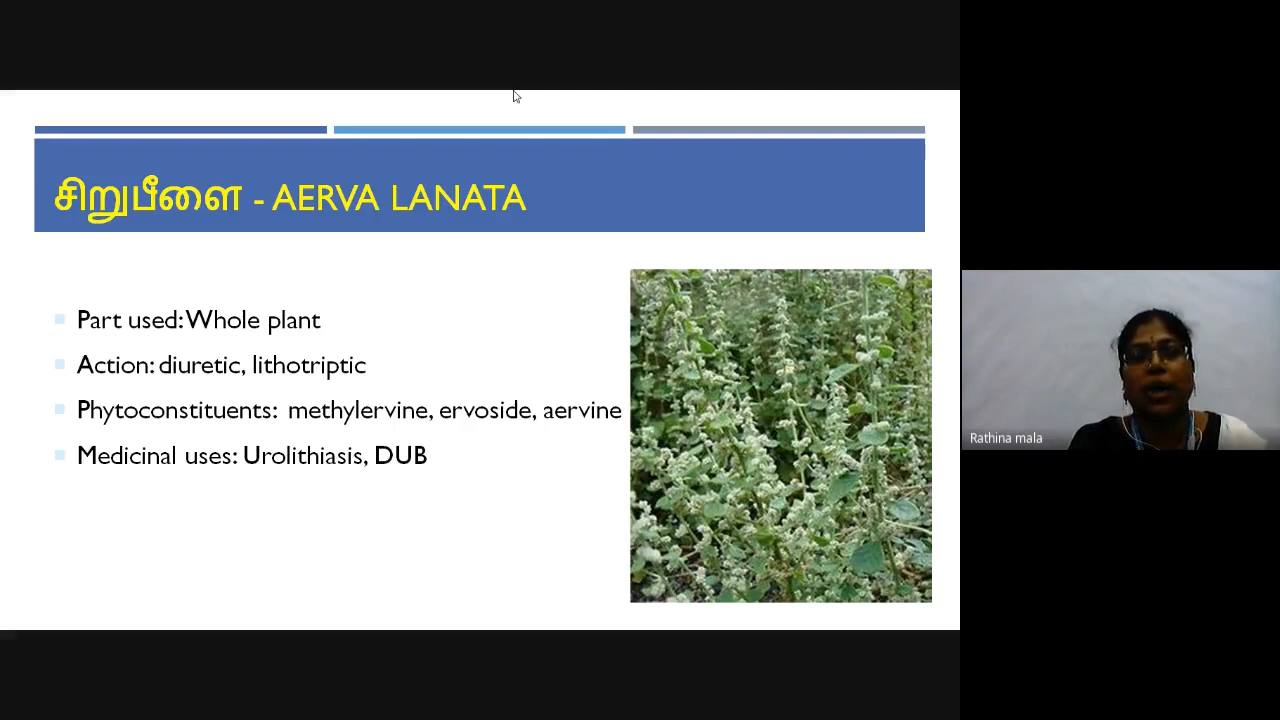 சிறுபீளை - AERVA LANATA
Part used: Whole plant
Action: diuretic, lithotriptic
Phytoconstituents: methylervine, ervoside, aervine
Medicinal uses: Urolithiasis, DUB
Rathina mala